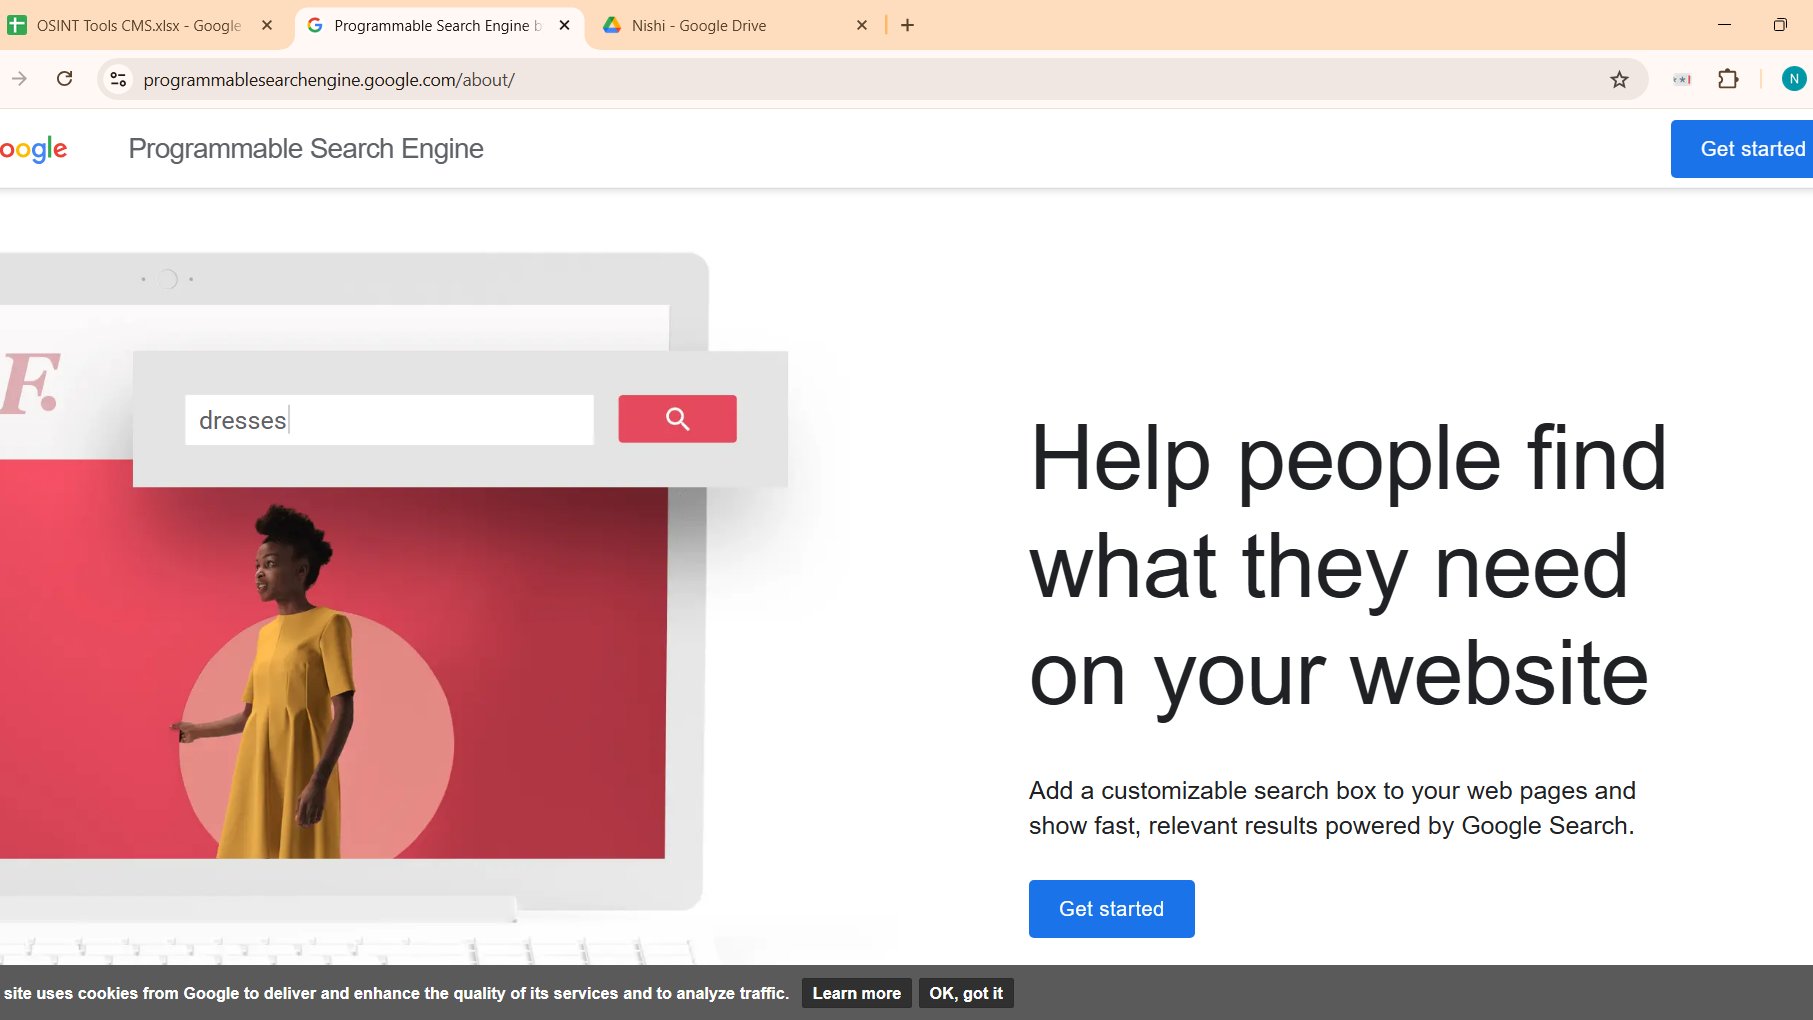 OSINT Tools CMS.xlsx - Google
Programmable Search Engine b
Nishi - Google Drive
programmablesearchengine.google.com/about/
N
oogle
Programmable Search Engine
Get started
F.
dresses
Help people find
what they need
on your website
Add a customizable search box to your web pages and
show fast, relevant results powered by Google Search.
Get started
site uses cookies from Google to deliver and enhance the quality of its services and to analyze traffic.
Learn more
OK, got it